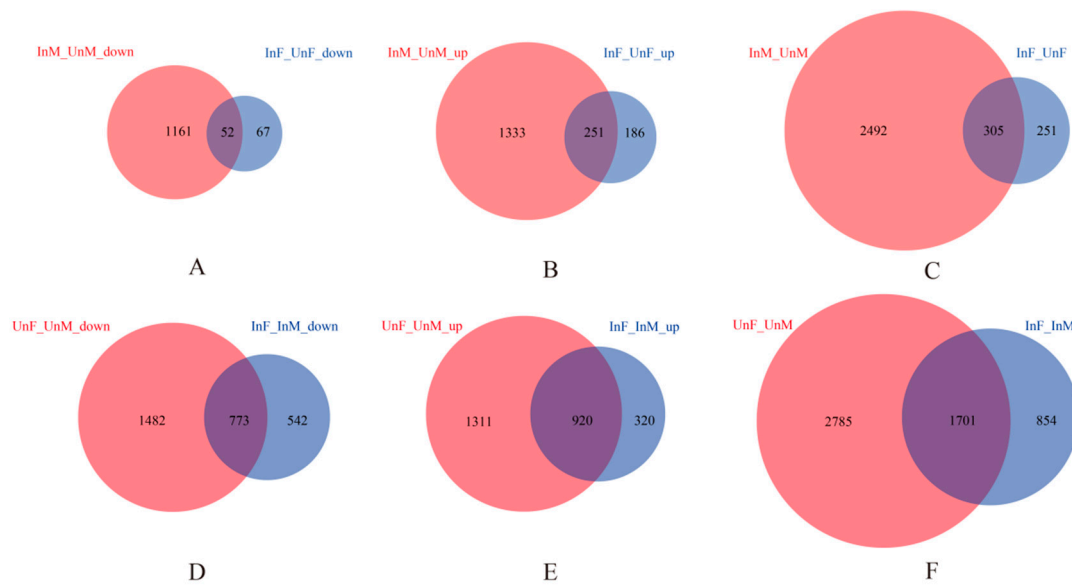 InM_UnM_down
InF_UnF_down
1161
52
67
A
InM_UnM_up
InF_UnF_up
1333
251
186
B
InM_UnM
InF_UnF
2492
305
251
C
UnF_UnM_down
InF_InM_down
1482
773
542
D
UnF_UnM_up
InF_InM_up
1311
920
320
E
UnF_UnM
InF_InM
2785
1701
854
F